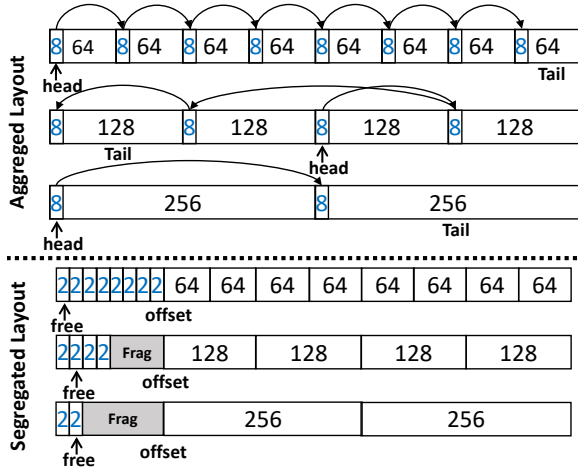 Aggreged Layout
8 64 8 64 8 64 8 64 8 64 8 64 8 64 8 64
head
Tail
8 128 8 128 8 128 8 128
Tail
head
8 256 8 256
head
Tail
Segregated Layout
2 2 2 2 2 2 2 2 64 64 64 64 64 64 64 64
free
offset
2 2 2 2 Frag 128 128 128 128
free
offset
2 2 Frag 256 256
free
offset